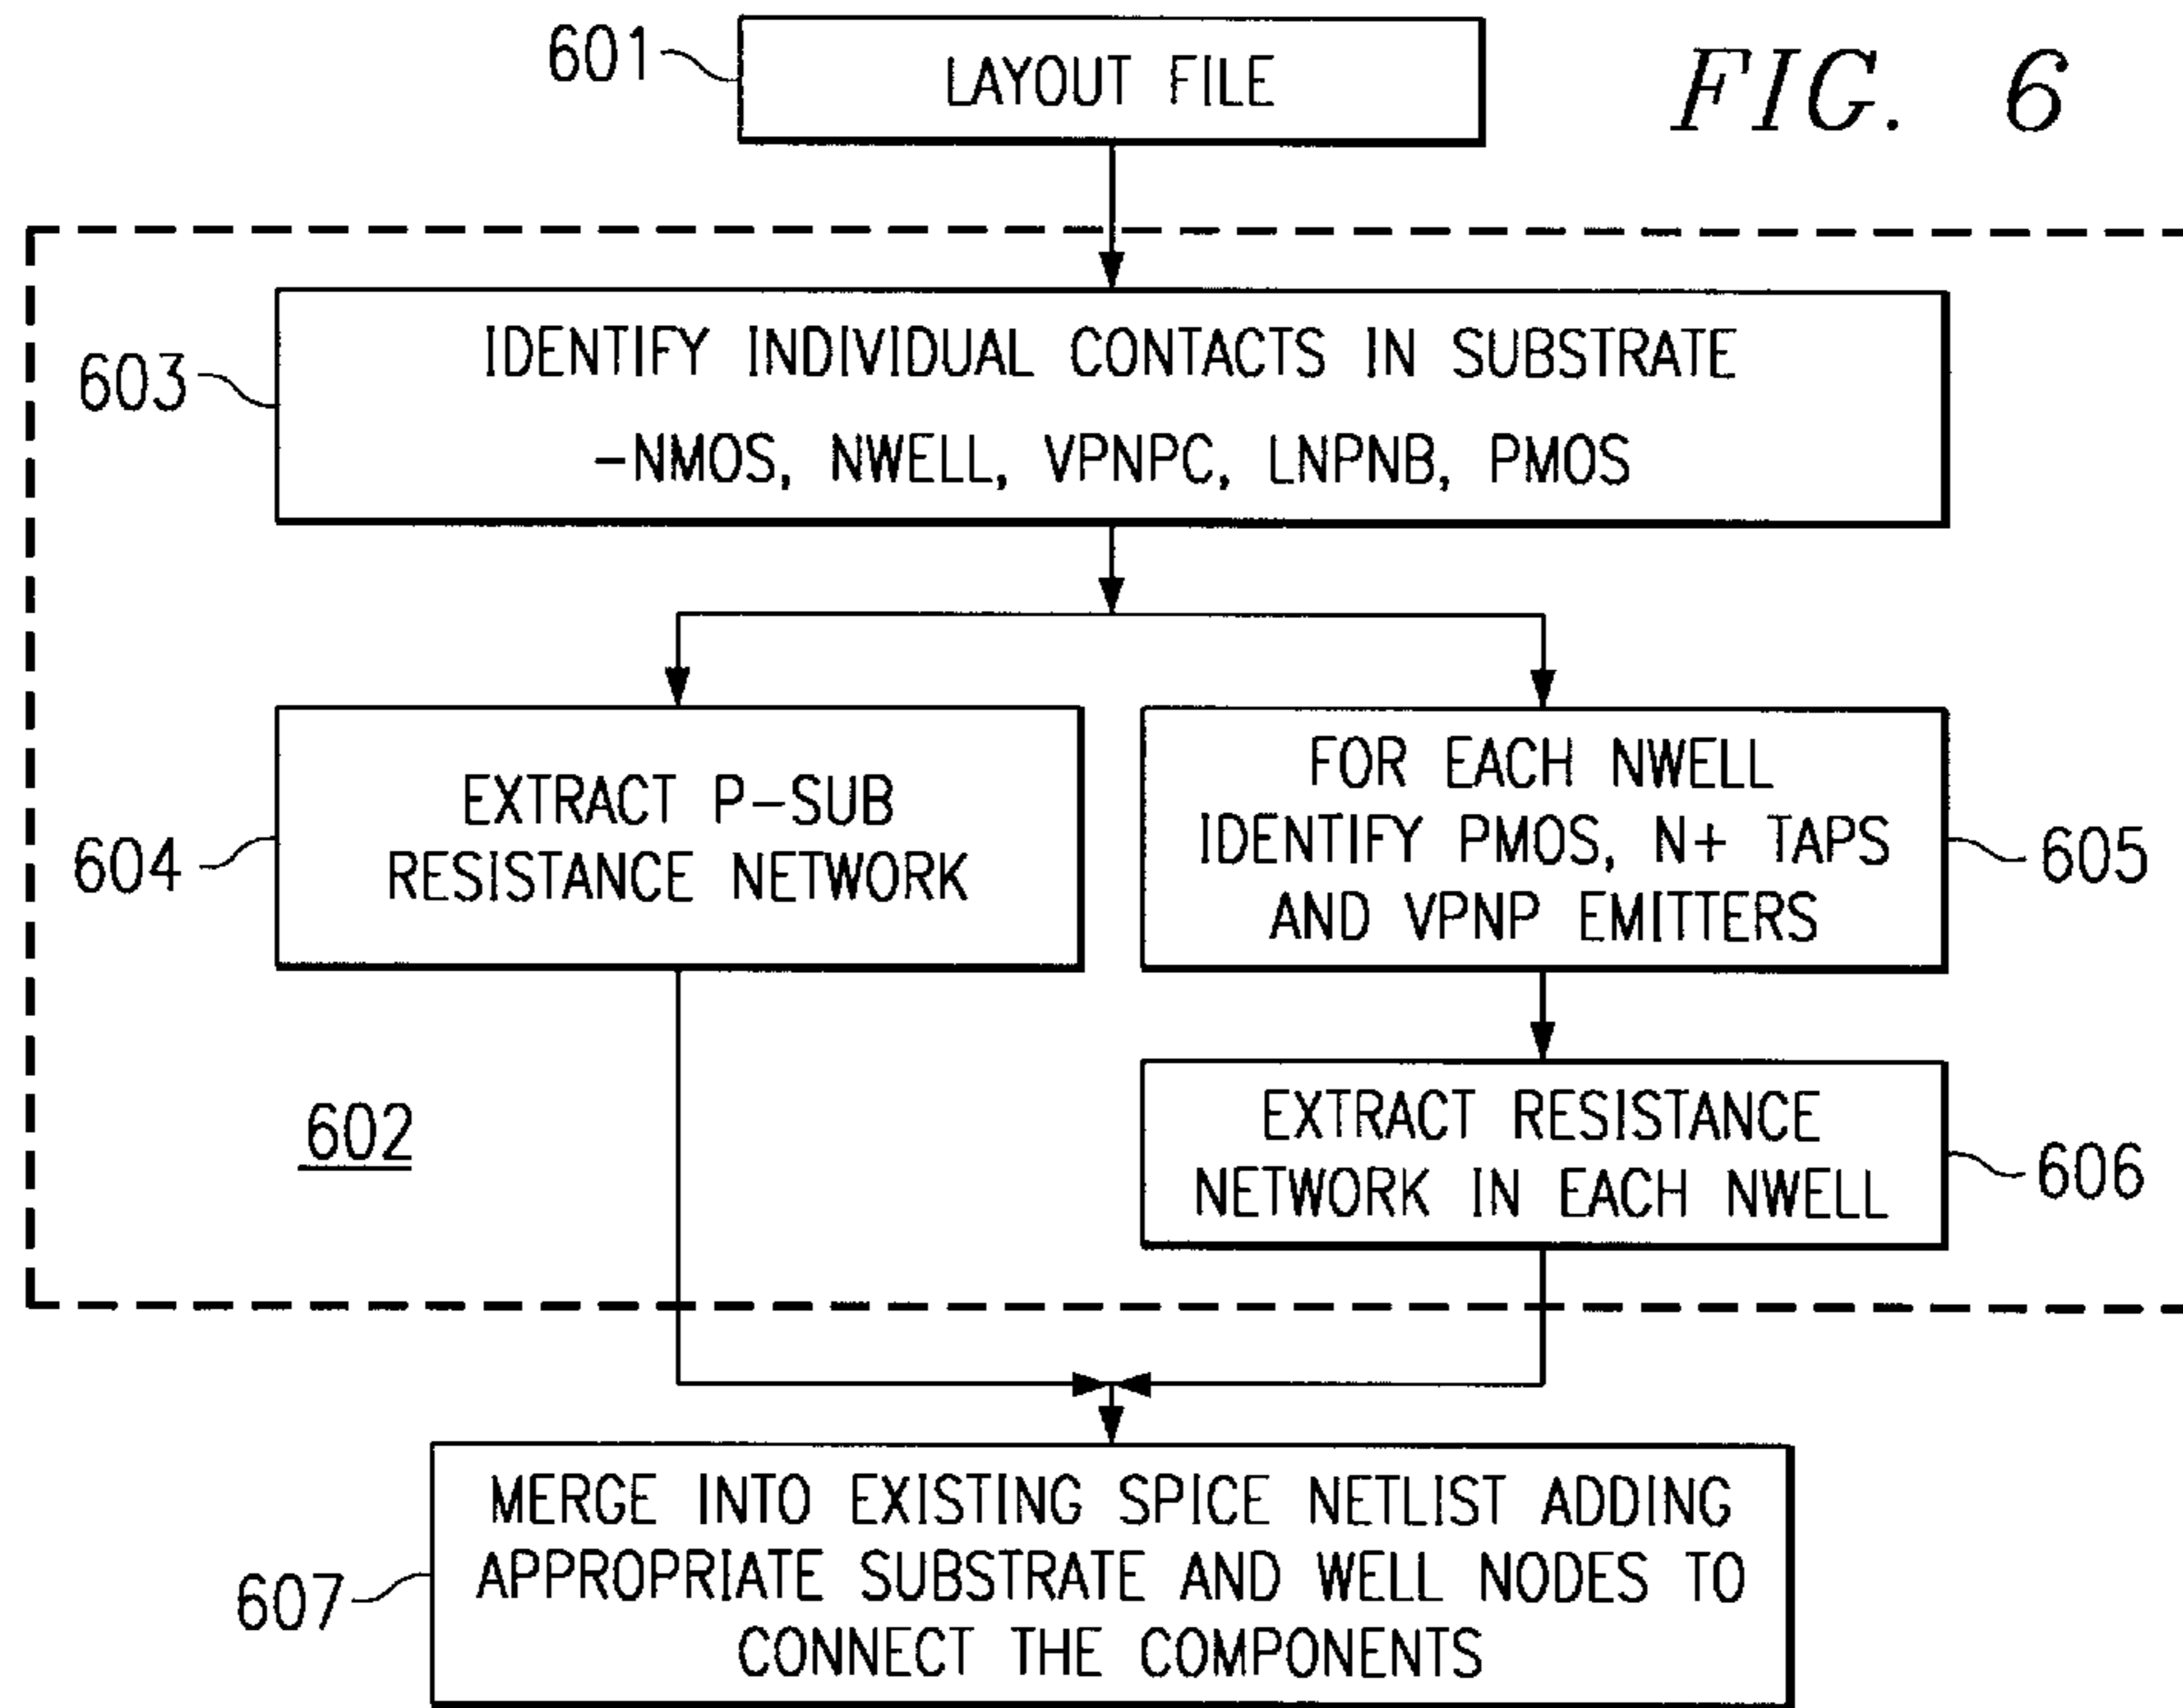 FIG. 6
601
LAYOUT FILE
603
IDENTIFY INDIVIDUAL CONTACTS IN SUBSTRATE
-NMOS, NWELL, VPNPC, LNPNB, PMOS
604
EXTRACT P-SUB
RESISTANCE NETWORK
FOR EACH NWELL
IDENTIFY PMOS, N+ TAPS
AND VPNP EMITTERS
605
602
EXTRACT RESISTANCE
NETWORK IN EACH NWELL
606
607
MERGE INTO EXISTING SPICE NETLIST ADDING
APPROPRIATE SUBSTRATE AND WELL NODES TO
CONNECT THE COMPONENTS